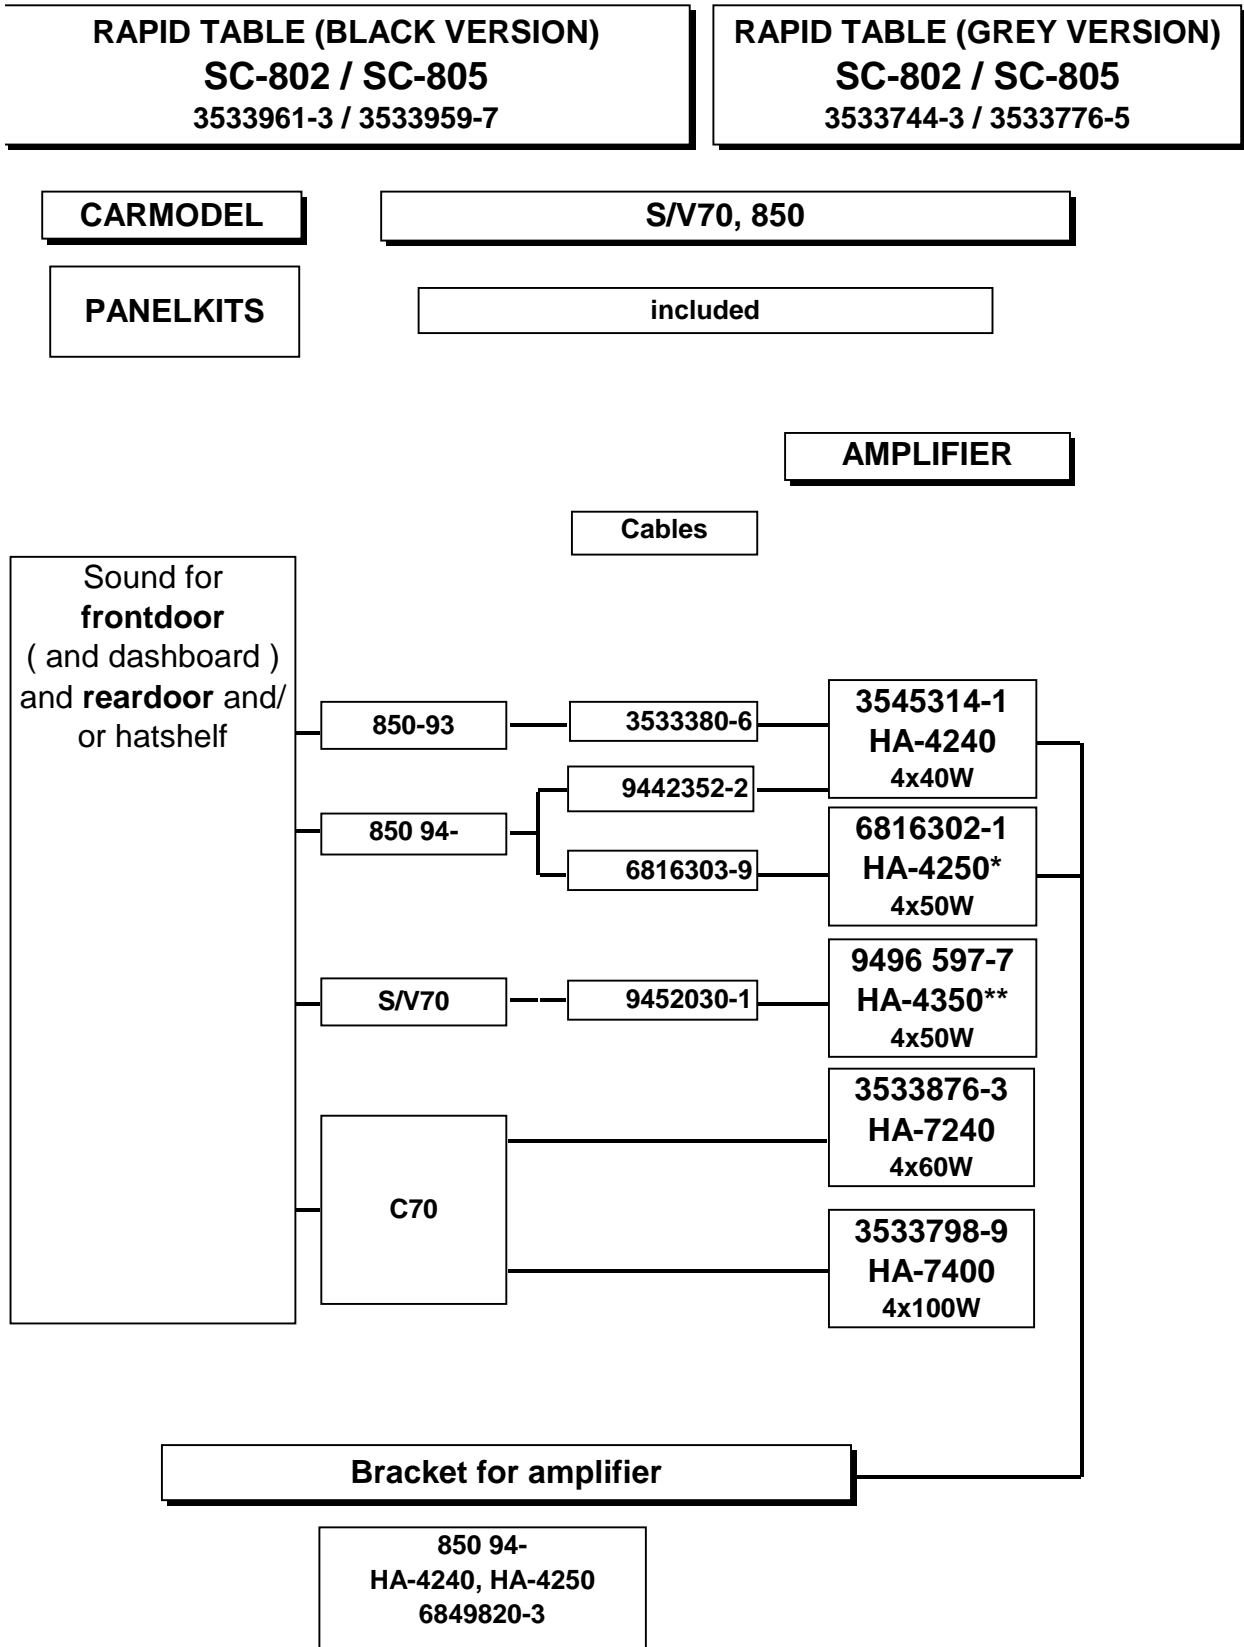 RAPID TABLE (BLACK VERSION)
SC-802 / SC-805
3533961-3 / 3533959-7
RAPID TABLE (GREY VERSION)
SC-802 / SC-805
3533744-3 / 3533776-5
CARMODEL
S/V70, 850
PANELKITS
included
AMPLIFIER
Cables
Sound for
frontdoor
( and dashboard )
and reardoor and/
or hatshelf
850-93
3533380-6
3545314-1
HA-4240
4x40W
850 94-
9442352-2
6816303-9
6816302-1
HA-4250*
4x50W
S/V70
9452030-1
9496 597-7
HA-4350**
4x50W
C70
3533876-3
HA-7240
4x60W
3533798-9
HA-7400
4x100W
Bracket for amplifier
850 94-
HA-4240, HA-4250
6849820-3